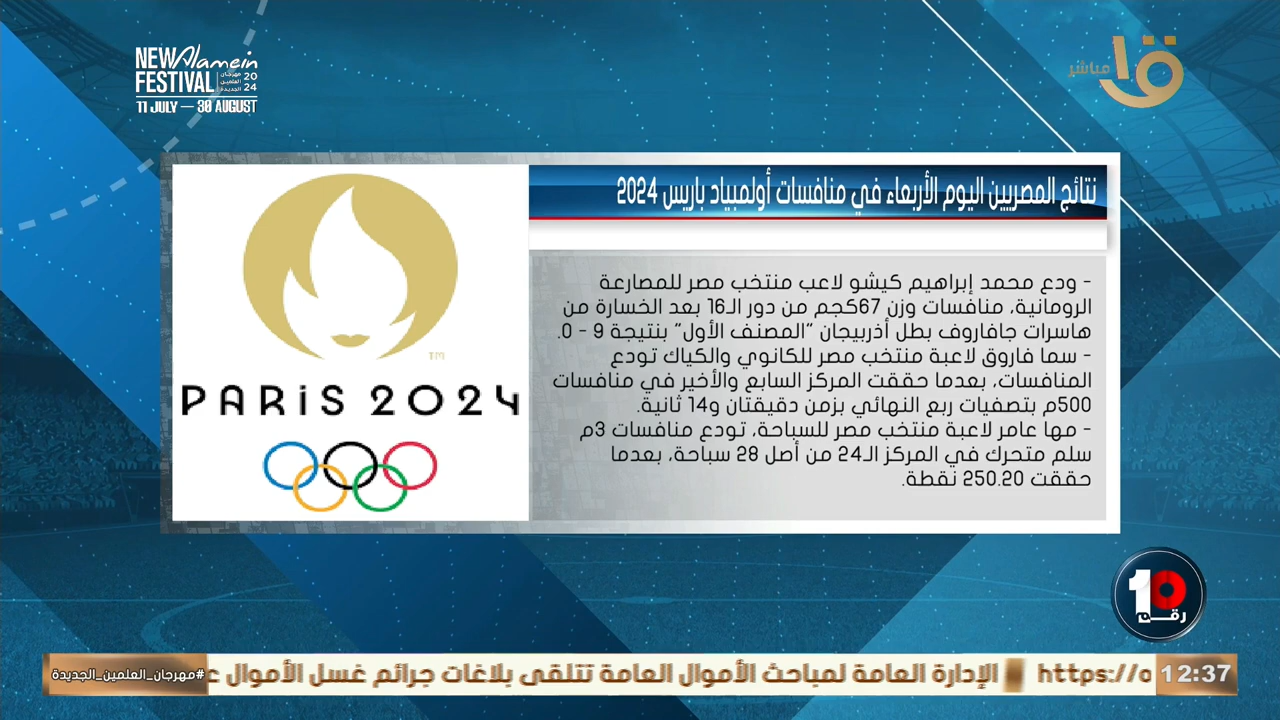 NEW Alamein
FESTIVAL
مهرجان
العلمين
الجديدة
20
24
11 JULY — 30 AUGUST
مباشر
نتائج المصريين اليوم الأربعاء في منافسات أولمبياد باريس 2024
- ودع محمد إبراهيم كيشو لاعب منتخب مصر للمصارعة
الرومانية، منافسات وزن 67كجم من دور الـ16 بعد الخسارة من
هاسرات جافاروف بطل أذربيجان "المصنف الأول" بنتيجة 9 - 0.
- سما فاروق لاعبة منتخب مصر للكانوي والكياك تودع
المنافسات، بعدما حققت المركز السابع والأخير في منافسات
500م بتصفيات ربع النهائي بزمن دقيقتان و14 ثانية.
- مها عامر لاعبة منتخب مصر للسباحة، تودع منافسات 3م
سلم متحرك في المركز الـ24 من أصل 28 سباحة، بعدما
حققت 250.20 نقطة.
TM
PARIS 2024
10
رقم
12:37
https://o
الإدارة العامة لمباحث الأموال العامة تتلقى بلاغات جرائم غسل الأموال ع
#مهرجان_العلمين_الجديدة